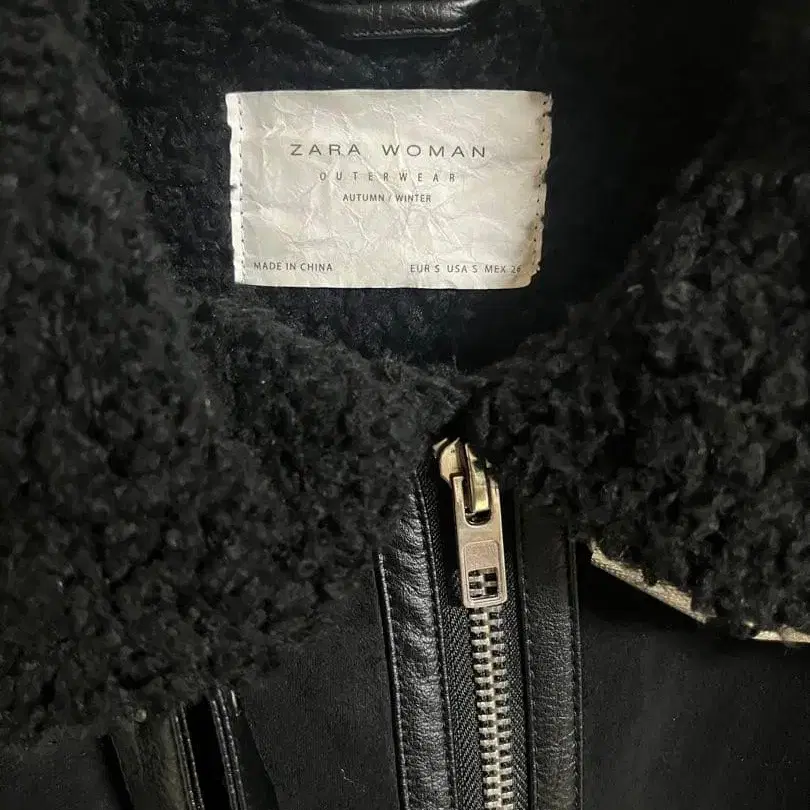 ZARA WOMAN
OUTERWEAR
AUTUMN / WINTER
MADE IN CHINA
EUR S USA S MEX 26